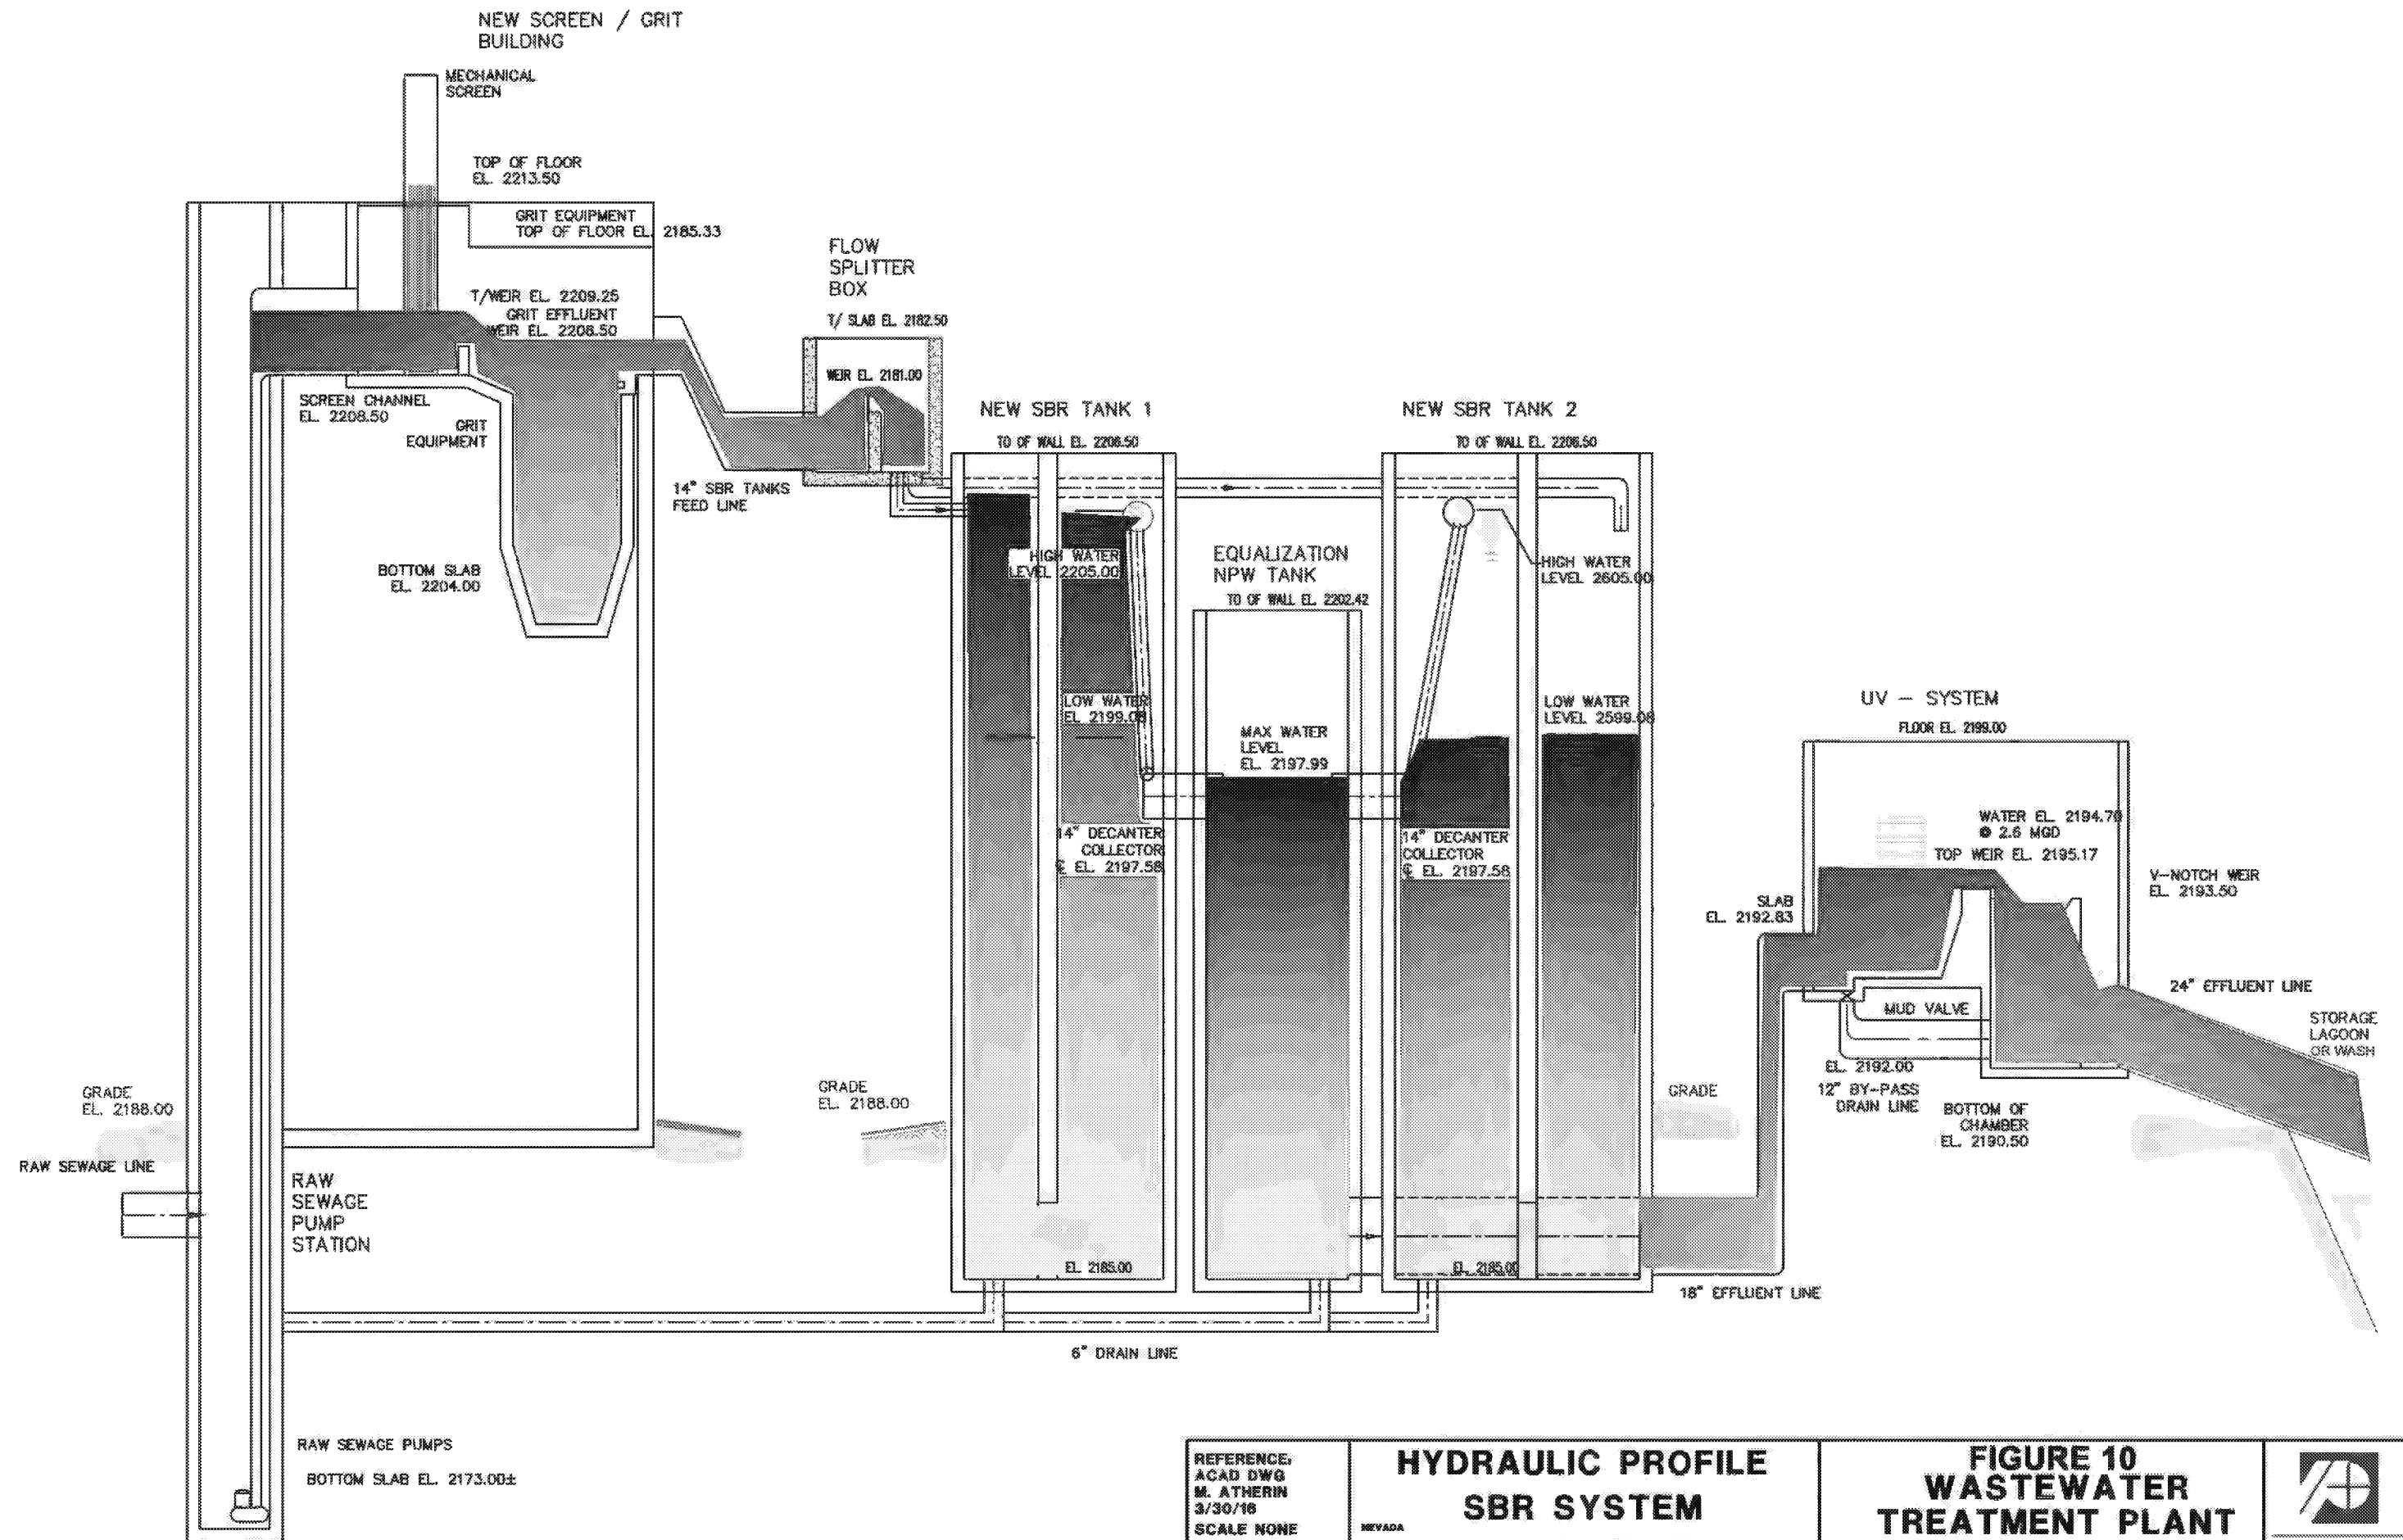 NEW SCREEN / GRIT
BUILDING
MECHANICAL
SCREEN
TOP OF FLOOR
EL. 2213.50
GRIT EQUIPMENT
TOP OF FLOOR EL. 2185.33
T/WEIR EL. 2209.25
GRIT EFFLUENT
WEIR EL. 2208.50
SCREEN CHANNEL
EL. 2208.50
GRIT
EQUIPMENT
BOTTOM SLAB
EL. 2204.00
FLOW
SPLITTER
BOX
T/ SLAB EL. 2182.50
WEIR EL. 2181.00
14" SBR TANKS
FEED LINE
NEW SBR TANK 1
TO OF WALL EL. 2206.50
HIGH WATER
LEVEL 2205.00
LOW WATER
EL 2199.08
14" DECANTER
COLLECTOR
℄ EL. 2197.58
EL. 2185.00
EQUALIZATION
NPW TANK
TO OF WALL EL. 2202.42
MAX WATER
LEVEL
EL. 2197.99
NEW SBR TANK 2
TO OF WALL EL. 2206.50
HIGH WATER
LEVEL 2605.00
LOW WATER
LEVEL 2599.08
14" DECANTER
COLLECTOR
℄ EL. 2197.58
EL. 2185.00
UV - SYSTEM
FLOOR EL. 2199.00
WATER EL. 2194.70
@ 2.6 MGD
TOP WEIR EL. 2195.17
V-NOTCH WEIR
EL. 2193.50
SLAB
EL. 2192.83
MUD VALVE
24" EFFLUENT LINE
STORAGE
LAGOON
OR WASH
EL. 2192.00
12" BY-PASS
DRAIN LINE
BOTTOM OF
CHAMBER
EL. 2190.50
GRADE
EL. 2188.00
GRADE
EL. 2188.00
GRADE
RAW SEWAGE LINE
RAW
SEWAGE
PUMP
STATION
18" EFFLUENT LINE
6" DRAIN LINE
RAW SEWAGE PUMPS
BOTTOM SLAB EL. 2173.00±
REFERENCE:
ACAD DWG
M. ATHERIN
3/30/16
SCALE NONE
HYDRAULIC PROFILE
SBR SYSTEM
NEVADA
FIGURE 10
WASTEWATER
TREATMENT PLANT